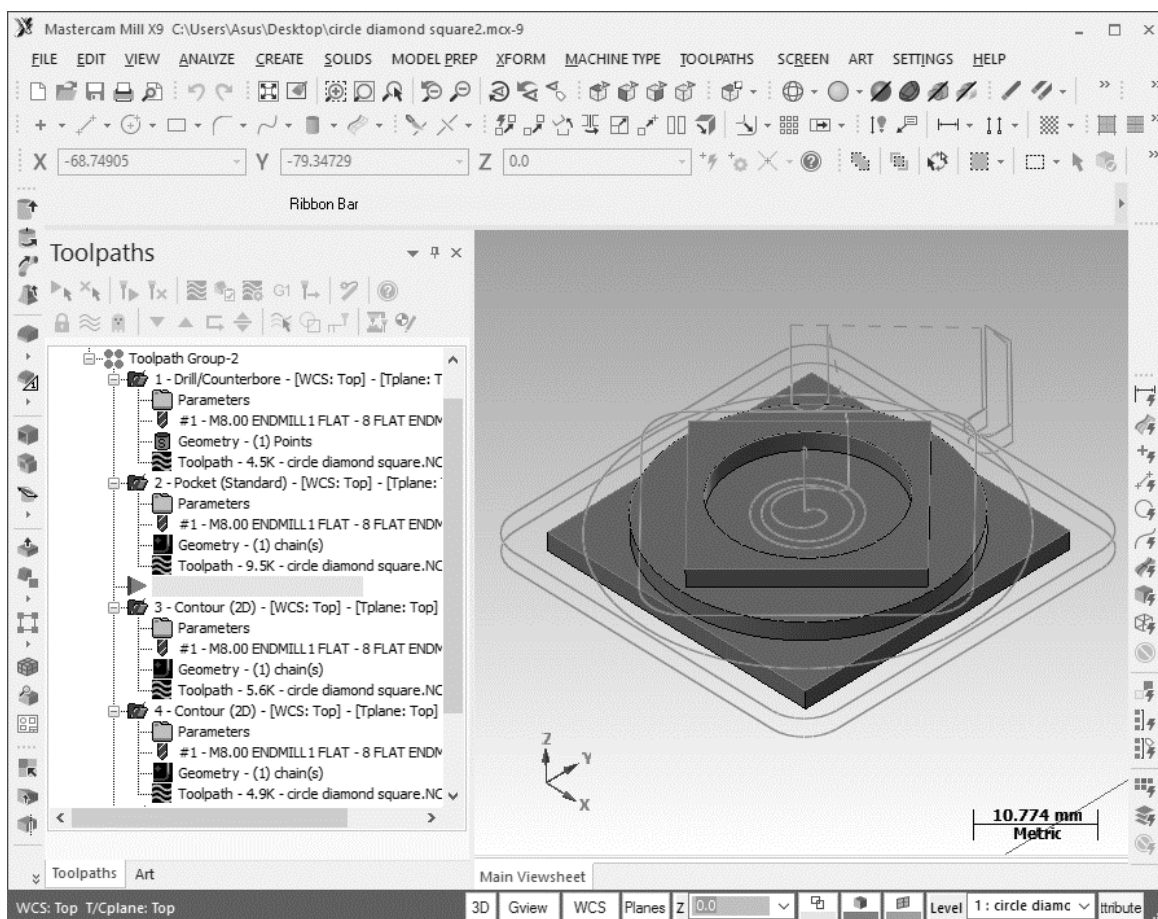 Mastercam Mill X9 C:\Users\Asus\Desktop\circle diamond square2.mcx-9
FILE EDIT VIEW ANALYZE CREATE SOLIDS MODEL PREP XFORM MACHINE TYPE TOOLPATHS SCREEN ART SETTINGS HELP
X -68.74905 Y -79.34729 Z 0.0
Ribbon Bar
Toolpaths
G1
Toolpath Group-2
1 - Drill/Counterbore - [WCS: Top] - [Tplane: T
Parameters
#1 - M8.00 ENDMILL1 FLAT - 8 FLAT ENDM
Geometry - (1) Points
Toolpath - 4.5K - circle diamond square.NC
2 - Pocket (Standard) - [WCS: Top] - [Tplane:
Parameters
#1 - M8.00 ENDMILL1 FLAT - 8 FLAT ENDM
Geometry - (1) chain(s)
Toolpath - 9.5K - circle diamond square.NC
3 - Contour (2D) - [WCS: Top] - [Tplane: Top]
Parameters
#1 - M8.00 ENDMILL1 FLAT - 8 FLAT ENDM
Geometry - (1) chain(s)
Toolpath - 5.6K - circle diamond square.NC
4 - Contour (2D) - [WCS: Top] - [Tplane: Top]
Parameters
#1 - M8.00 ENDMILL1 FLAT - 8 FLAT ENDM
Geometry - (1) chain(s)
Toolpath - 4.9K - circle diamond square.NC
Z
Y
X
10.774 mm
Metric
Toolpaths Art
Main Viewsheet
WCS: Top T/Cplane: Top 3D Gview WCS Planes Z 0.0 Level 1 : circle diamc ttribute